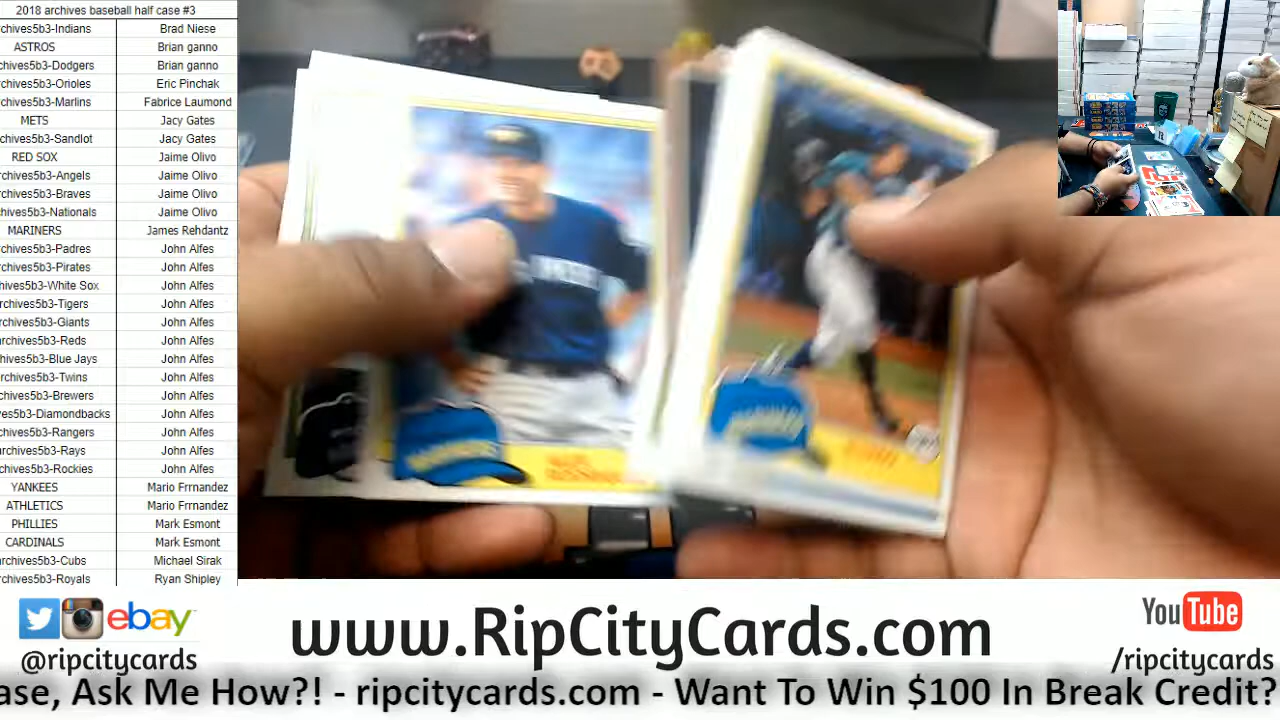 2018 archives baseball half case #3
rchives5b3-Indians Brad Niese
ASTROS Brian ganno
rchives5b3-Dodgers Brian ganno
rchives5b3-Orioles Eric Pinchak
rchives5b3-Marlins Fabrice Laumond
METS Jacy Gates
rchives5b3-Sandlot Jacy Gates
RED SOX Jaime Olivo
rchives5b3-Angels Jaime Olivo
rchives5b3-Braves Jaime Olivo
rchives5b3-Nationals Jaime Olivo
MARINERS James Rehdantz
rchives5b3-Padres John Alfes
rchives5b3-Pirates John Alfes
chives5b3-White Sox John Alfes
rchives5b3-Tigers John Alfes
rchives5b3-Giants John Alfes
rchives5b3-Reds John Alfes
chives5b3-Blue Jays John Alfes
rchives5b3-Twins John Alfes
rchives5b3-Brewers John Alfes
ves5b3-Diamondbacks John Alfes
rchives5b3-Rangers John Alfes
rchives5b3-Rays John Alfes
rchives5b3-Rockies John Alfes
YANKEES Mario Frrnandez
ATHLETICS Mario Frrnandez
PHILLIES Mark Esmont
CARDINALS Mark Esmont
rchives5b3-Cubs Michael Sirak
rchives5b3-Royals Ryan Shipley
ebay
@ripcitycards
www.RipCityCards.com
YouTube
/ripcitycards
ase, Ask Me How?! - ripcitycards.com - Want To Win $100 In Break Credit?